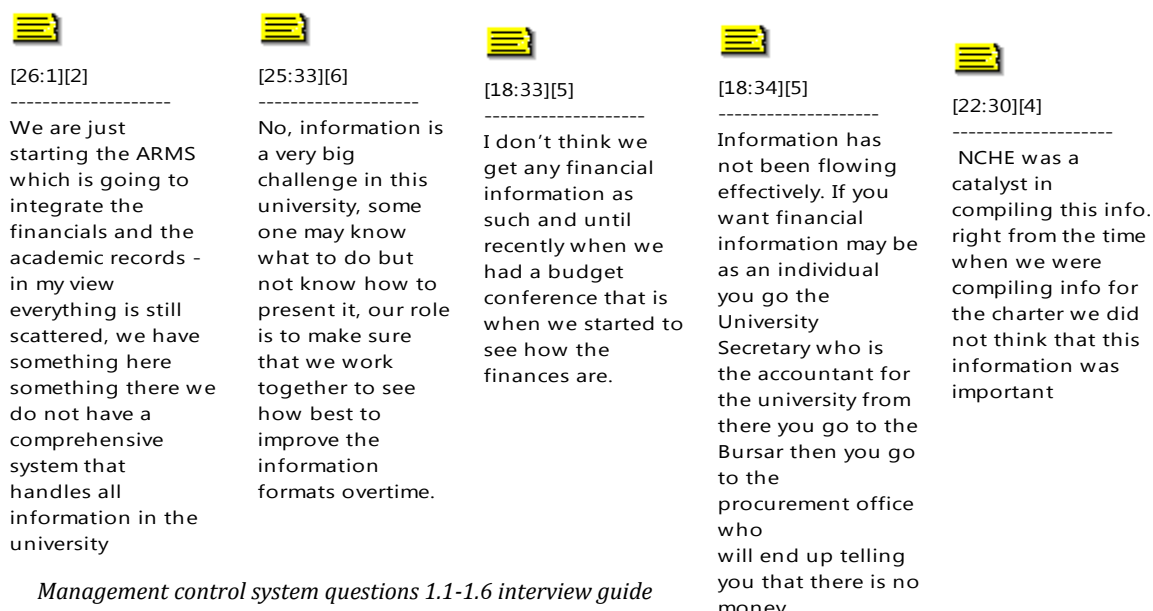 [26:1][2]
--------------------
We are just
starting the ARMS
which is going to
integrate the
financials and the
academic records -
in my view
everything is still
scattered, we have
something here
something there we
do not have a
comprehensive
system that
handles all
information in the
university
[25:33][6]
--------------------
No, information is
a very big
challenge in this
university, some
one may know
what to do but
not know how to
present it, our role
is to make sure
that we work
together to see
how best to
improve the
information
formats overtime.
[18:33][5]
--------------------
I don't think we
get any financial
information as
such and until
recently when we
had a budget
conference that is
when we started to
see how the
finances are.
[18:34][5]
--------------------
Information has
not been flowing
effectively. If you
want financial
information may be
as an individual
you go the
University
Secretary who is
the accountant for
the university from
there you go to the
Bursar then you go
to the
procurement office
who
will end up telling
you that there is no
money
[22:30][4]
--------------------
NCHE was a
catalyst in
compiling this info.
right from the time
when we were
compiling info for
the charter we did
not think that this
information was
important
Management control system questions 1.1-1.6 interview guide